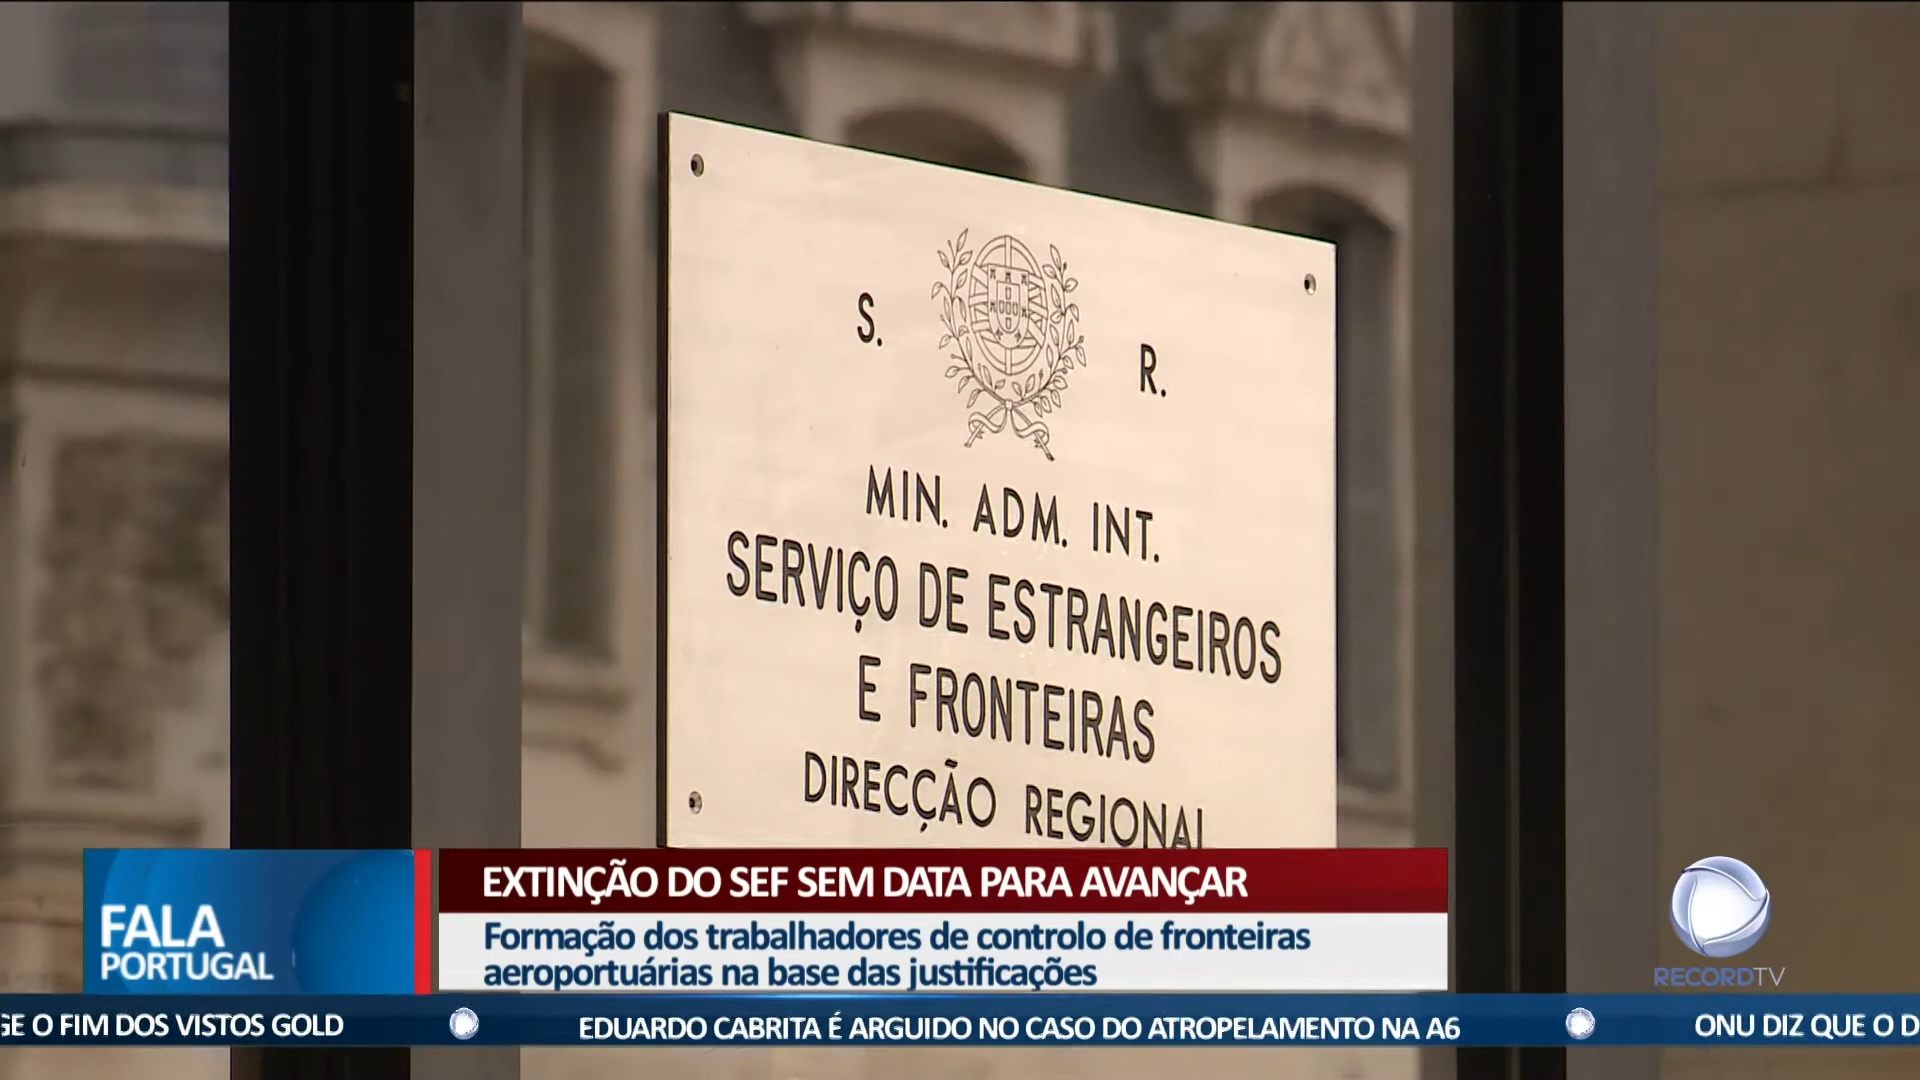 S. R.
MIN. ADM. INT.
SERVIÇO DE ESTRANGEIROS
E FRONTEIRAS
DIRECÇÃO REGIONAL
EXTINÇÃO DO SEF SEM DATA PARA AVANÇAR
Formação dos trabalhadores de controlo de fronteiras
aeroportuárias na base das justificações
FALA
PORTUGAL
RECORDTV
GE O FIM DOS VISTOS GOLD EDUARDO CABRITA É ARGUIDO NO CASO DO ATROPELAMENTO NA A6 ONU DIZ QUE O D